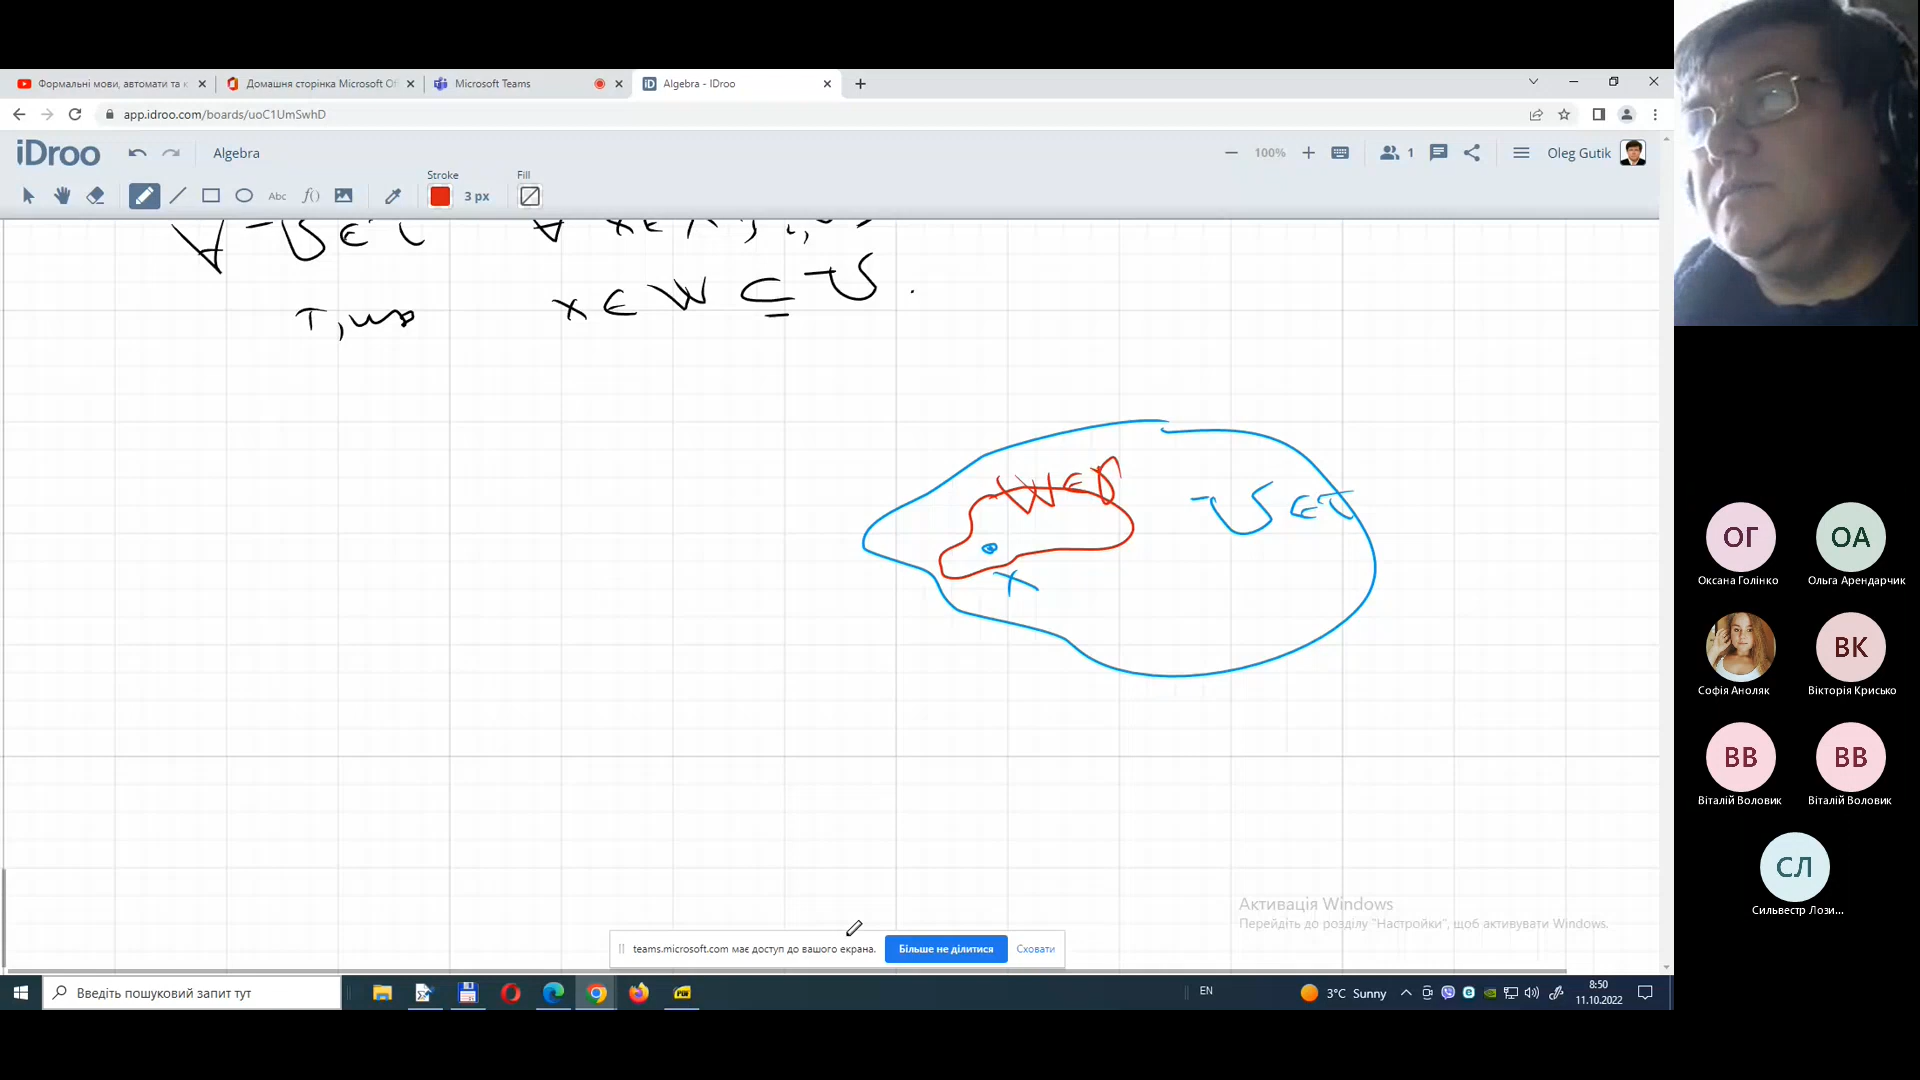 Формальні мови, автомати та к
Домашня сторінка Microsoft Of
Microsoft Teams
Algebra - IDroo
app.idroo.com/boards/uoC1UmSwhD
iDroo
Algebra
100%
1
Oleg Gutik
Stroke
Fill
Abc
f()
3 px
x ∈ W ⊆ U .
т, що
W ∈
U ∈ τ
x
Активація Windows
Перейдіть до розділу "Настройки", щоб активувати Windows.
teams.microsoft.com має доступ до вашого екрана.
Більше не ділитися
Сховати
Введіть пошуковий запит тут
EN
3°C Sunny
8:50
11.10.2022
ОГ
ОА
Оксана Голінко
Ольга Арендарчик
ВК
Софія Аноляк
Вікторія Крисько
ВВ
ВВ
Віталій Воловик
Віталій Воловик
СЛ
Сильвестр Лози...